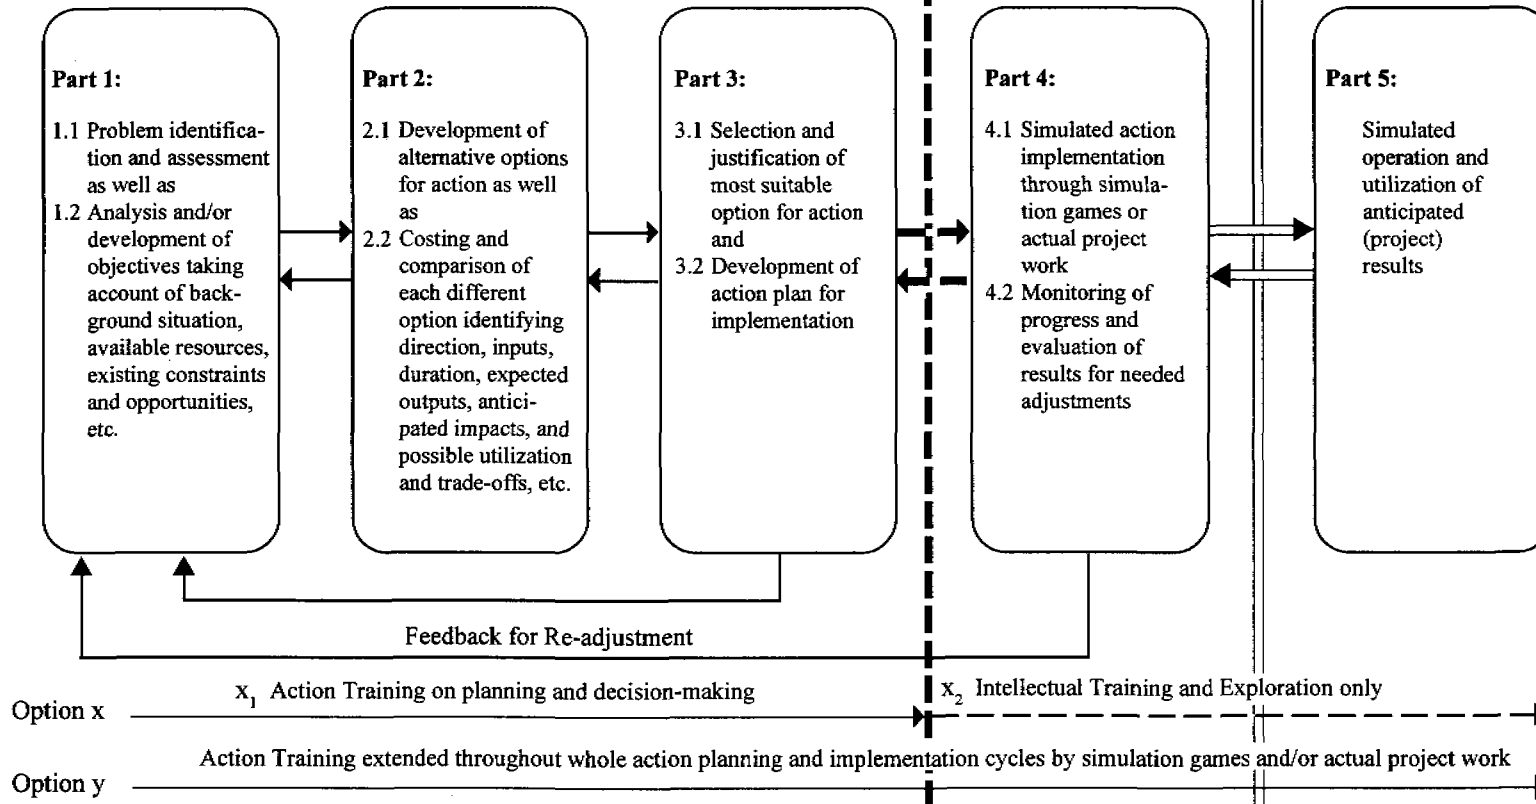 Part 1:
1.1 Problem identifica-
tion and assessment
as well as
1.2 Analysis and/or
development of
objectives taking
account of back-
ground situation,
available resources,
existing constraints
and opportunities,
etc.
Part 2:
2.1 Development of
alternative options
for action as well
as
2.2 Costing and
comparison of
each different
option identifying
direction, inputs,
duration, expected
outputs, antici-
pated impacts, and
possible utilization
and trade-offs, etc.
Part 3:
3.1 Selection and
justification of
most suitable
option for action
and
3.2 Development of
action plan for
implementation
Part 4:
4.1 Simulated action
implementation
through simula-
tion games or
actual project
work
4.2 Monitoring of
progress and
evaluation of
results for needed
adjustments
Part 5:
Simulated
operation and
utilization of
anticipated
(project)
results
Feedback for Re-adjustment
Option x
X1 Action Training on planning and decision-making
X2 Intellectual Training and Exploration only
Action Training extended throughout whole action planning and implementation cycles by simulation games and/or actual project work
Option y